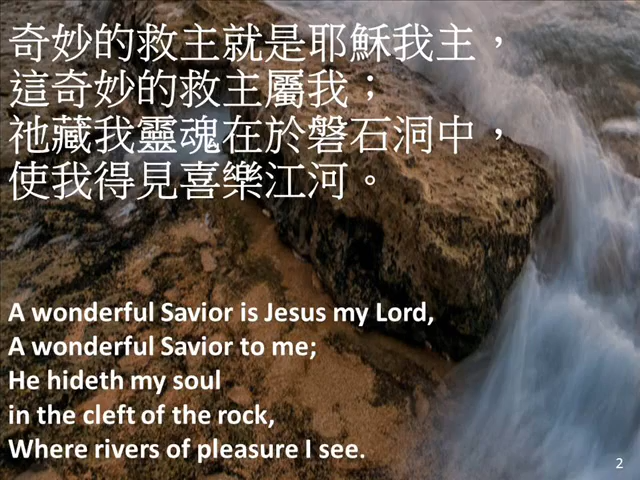 奇妙的救主就是耶穌我主，
這奇妙的救主屬我；
祂藏我靈魂在於磐石洞中，
使我得見喜樂江河。
A wonderful Savior is Jesus my Lord,
A wonderful Savior to me;
He hideth my soul
in the cleft of the rock,
Where rivers of pleasure I see.
2